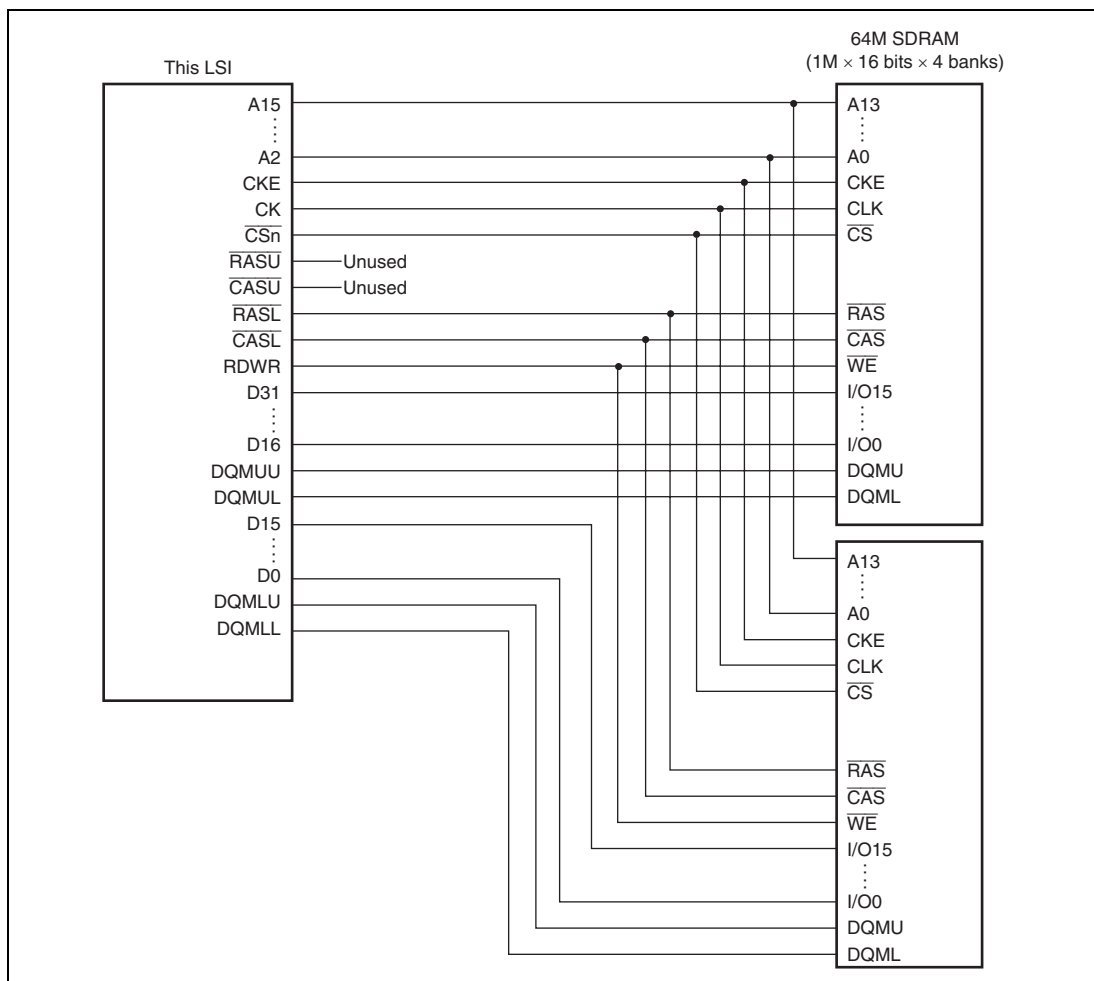 64M SDRAM
(1M × 16 bits × 4 banks)
This LSI
A15
A2
CKE
CK
CSn
RASU
Unused
CASU
Unused
RASL
CASL
RDWR
D31
D16
DQMUU
DQMUL
D15
D0
DQMLU
DQMLL
A13
A0
CKE
CLK
CS
RAS
CAS
WE
I/O15
I/O0
DQMU
DQML
A13
A0
CKE
CLK
CS
RAS
CAS
WE
I/O15
I/O0
DQMU
DQML